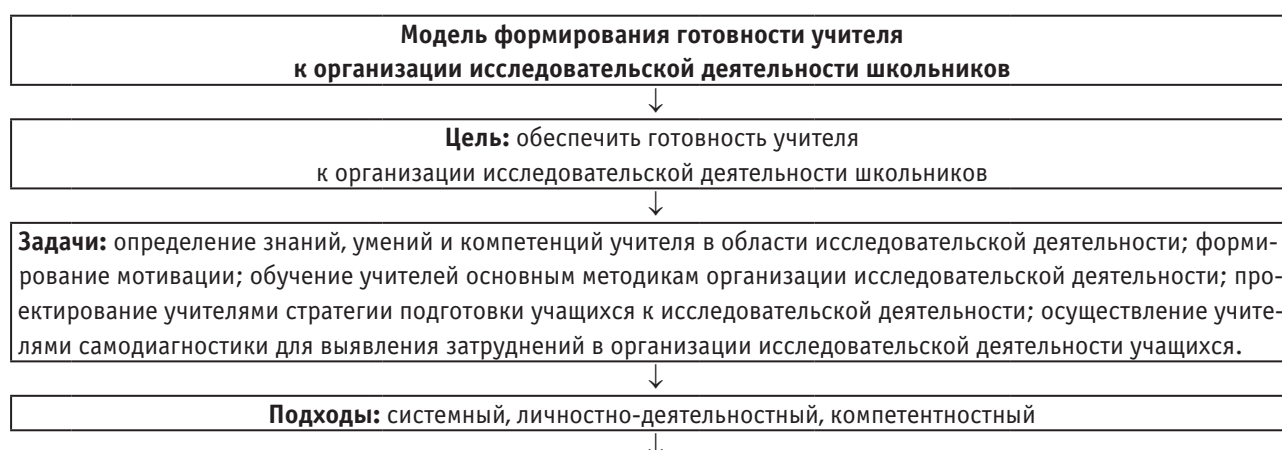 Модель формирования готовности учителя
к организации исследовательской деятельности школьников
↓
Цель: обеспечить готовность учителя
к организации исследовательской деятельности школьников
↓
Задачи: определение знаний, умений и компетенций учителя в области исследовательской деятельности; форми-
рование мотивации; обучение учителей основным методикам организации исследовательской деятельности; про-
ектирование учителями стратегии подготовки учащихся к исследовательской деятельности; осуществление учите-
лями самодиагностики для выявления затруднений в организации исследовательской деятельности учащихся.
↓
Подходы: системный, личностно-деятельностный, компетентностный
↓